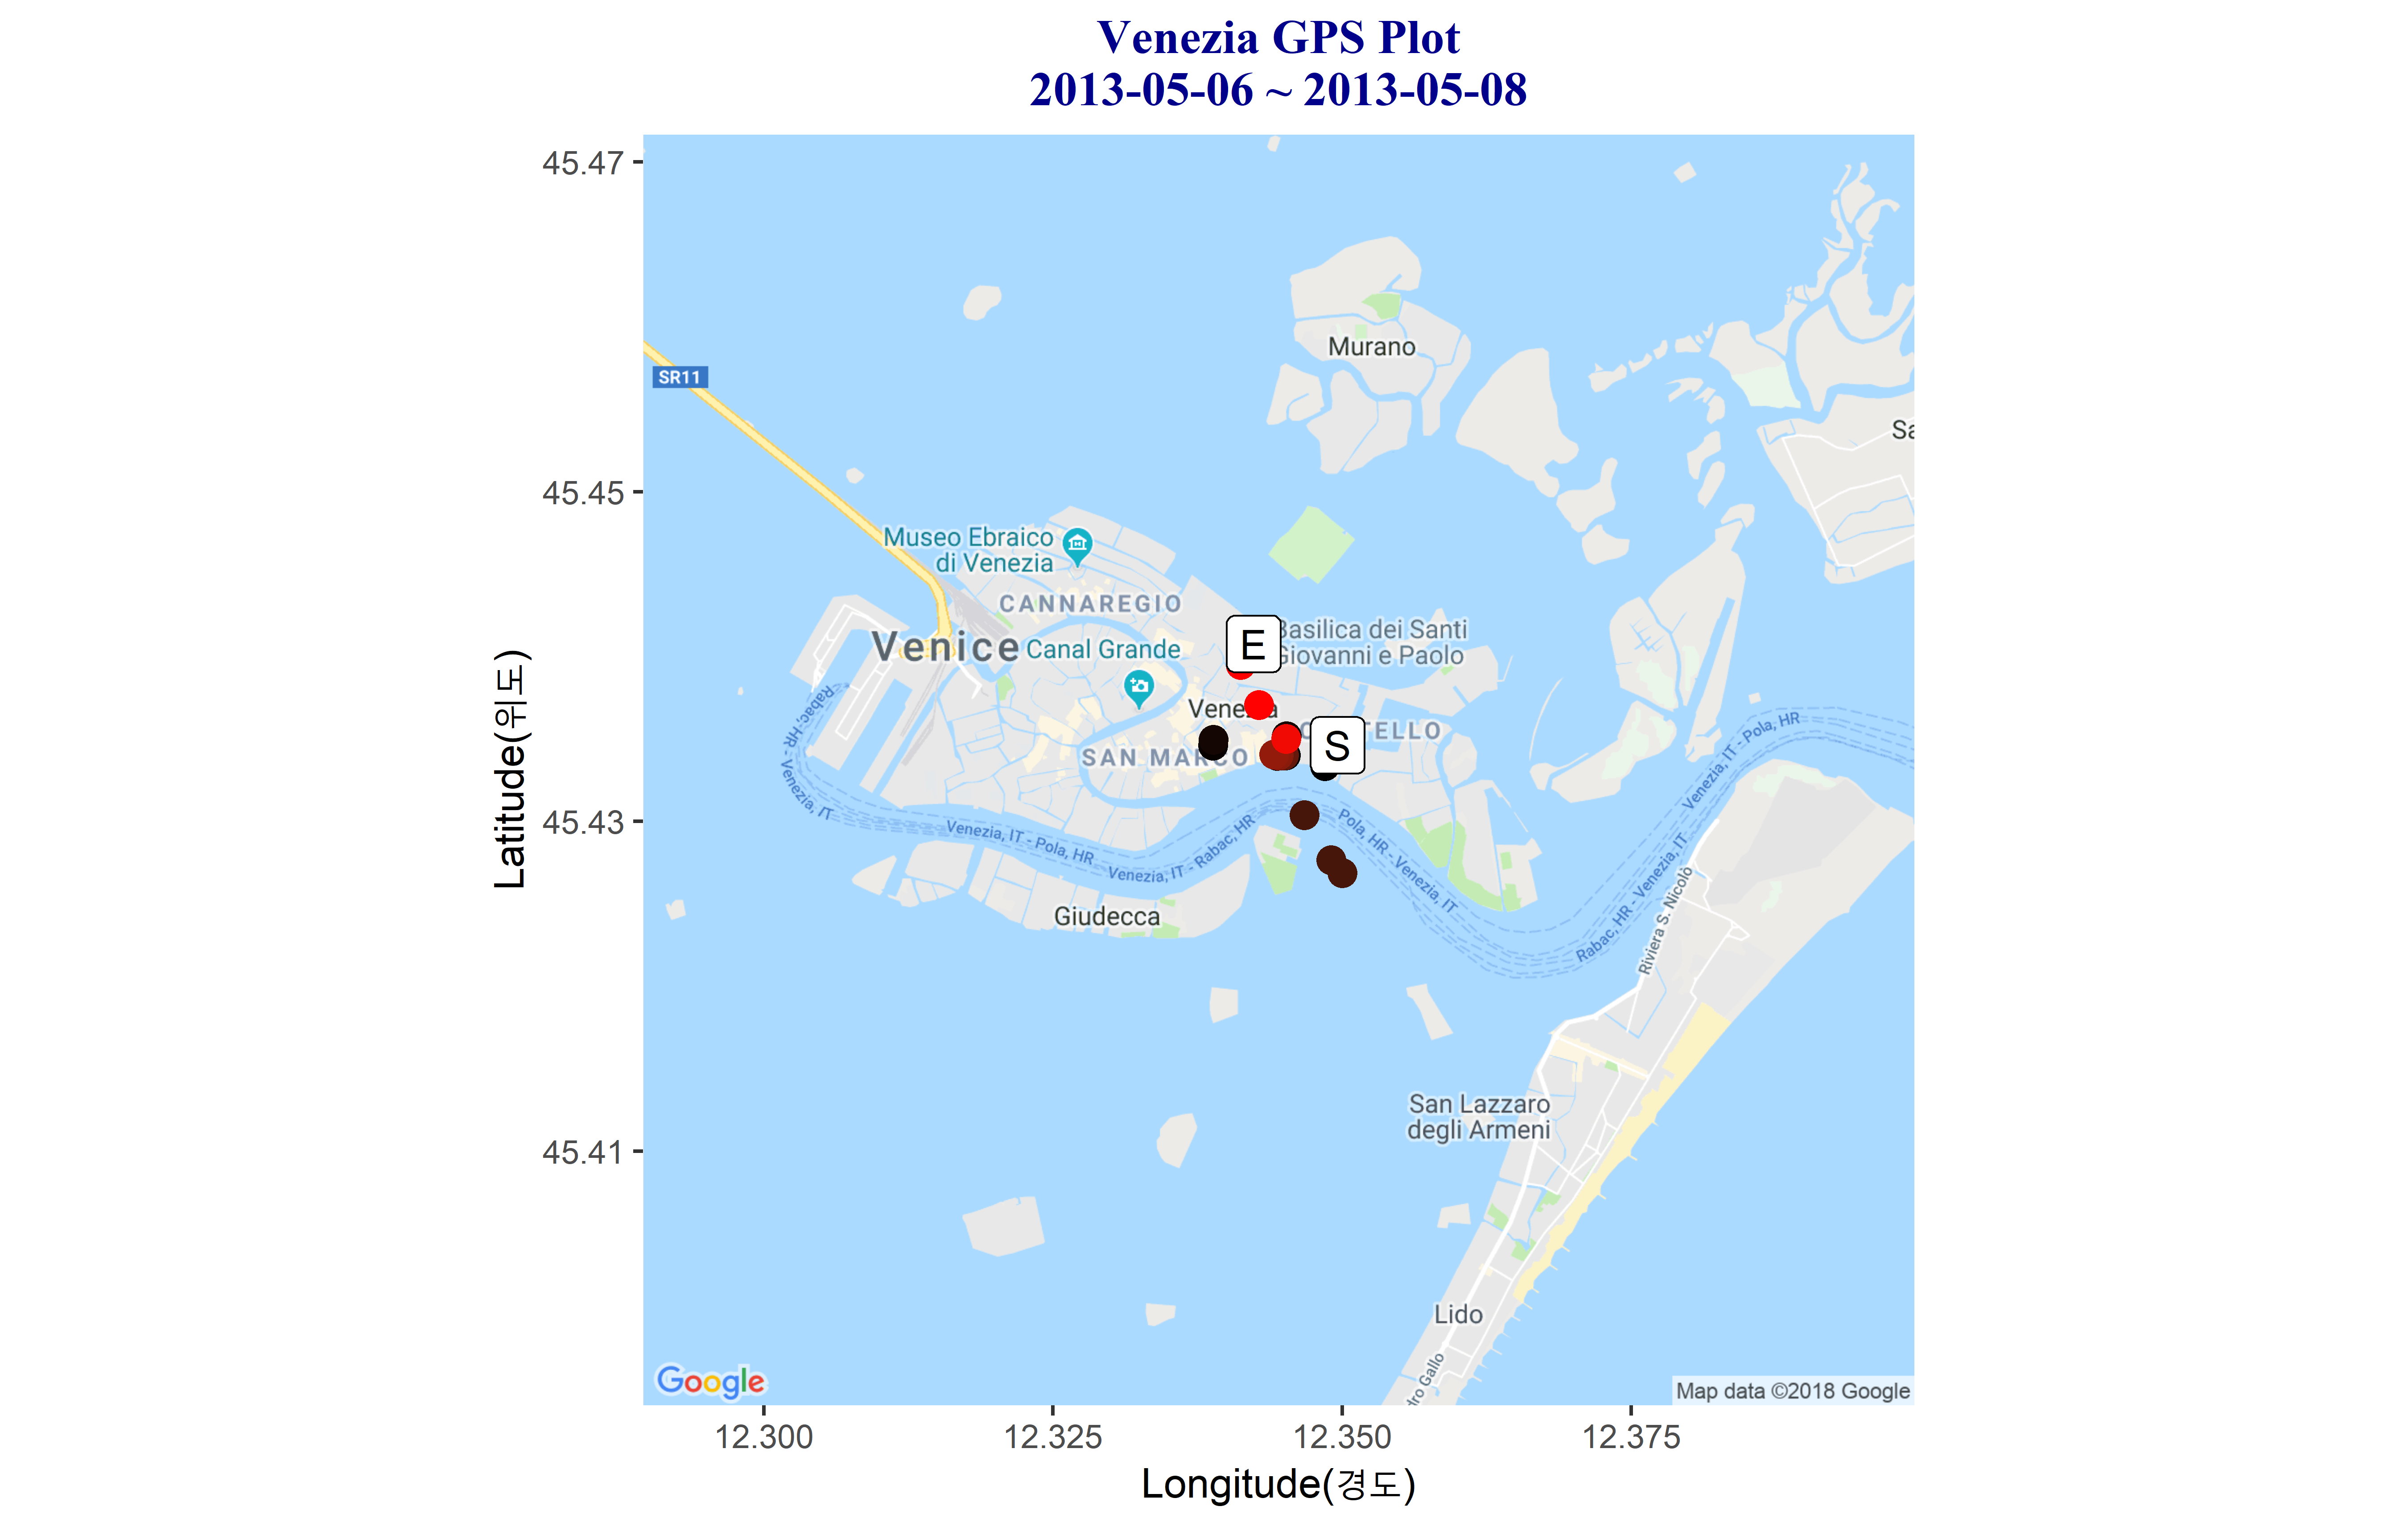 Venezia GPS Plot
2013-05-06 ~ 2013-05-08
45.47
45.45
45.43
45.41
Latitude(위도)
Murano
SR11
Museo Ebraico
di Venezia
CANNAREGIO
Venice
Canal Grande
E
Basilica dei Santi
Giovanni e Paolo
Venezia
SAN MARCO
S
Rabac, HR - Venezia, IT
Venezia, IT - Pola, HR
Venezia, IT - Rabac, HR
Pola, HR - Venezia, IT
Rabac, HR - Venezia, IT
Venezia, IT - Pola, HR
Giudecca
Riviera S. Nicolò
San Lazzaro
degli Armeni
Lido
Gallo
Google
Map data ©2018 Google
12.300
12.325
12.350
12.375
Longitude(경도)